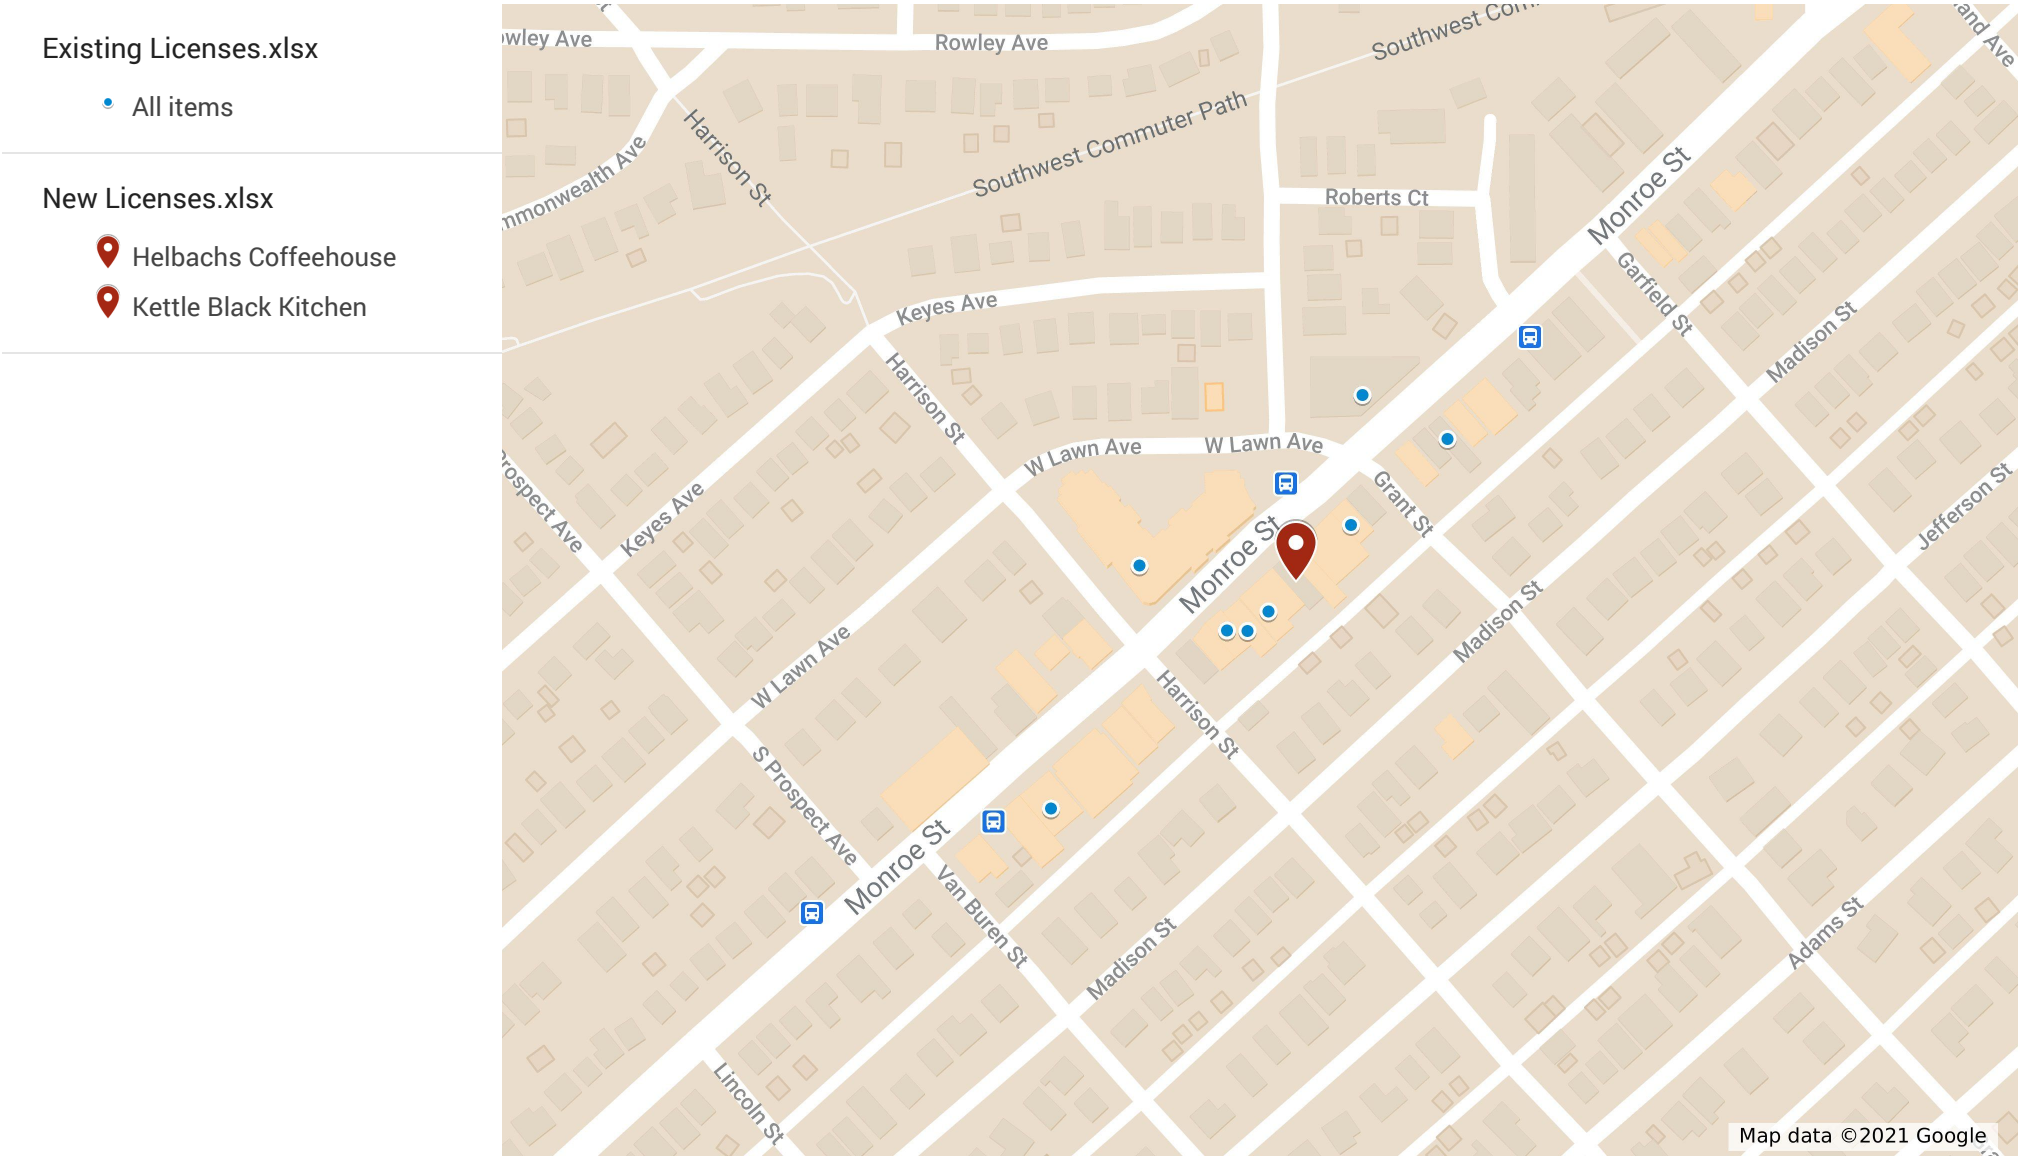 Existing Licenses.xlsx
All items
New Licenses.xlsx
Helbachs Coffeehouse
Kettle Black Kitchen
Rowley Ave
Southwest Commuter Path
Harrison St
Roberts Ct
Monroe St
Garfield St
Keyes Ave
Madison St
Harrison St
W Lawn Ave
W Lawn Ave
Grant St
Jefferson St
Prospect Ave
Keyes Ave
Monroe St
Madison St
W Lawn Ave
Harrison St
S Prospect Ave
Monroe St
Van Buren St
Madison St
Adams St
Lincoln St
Map data ©2021 Google